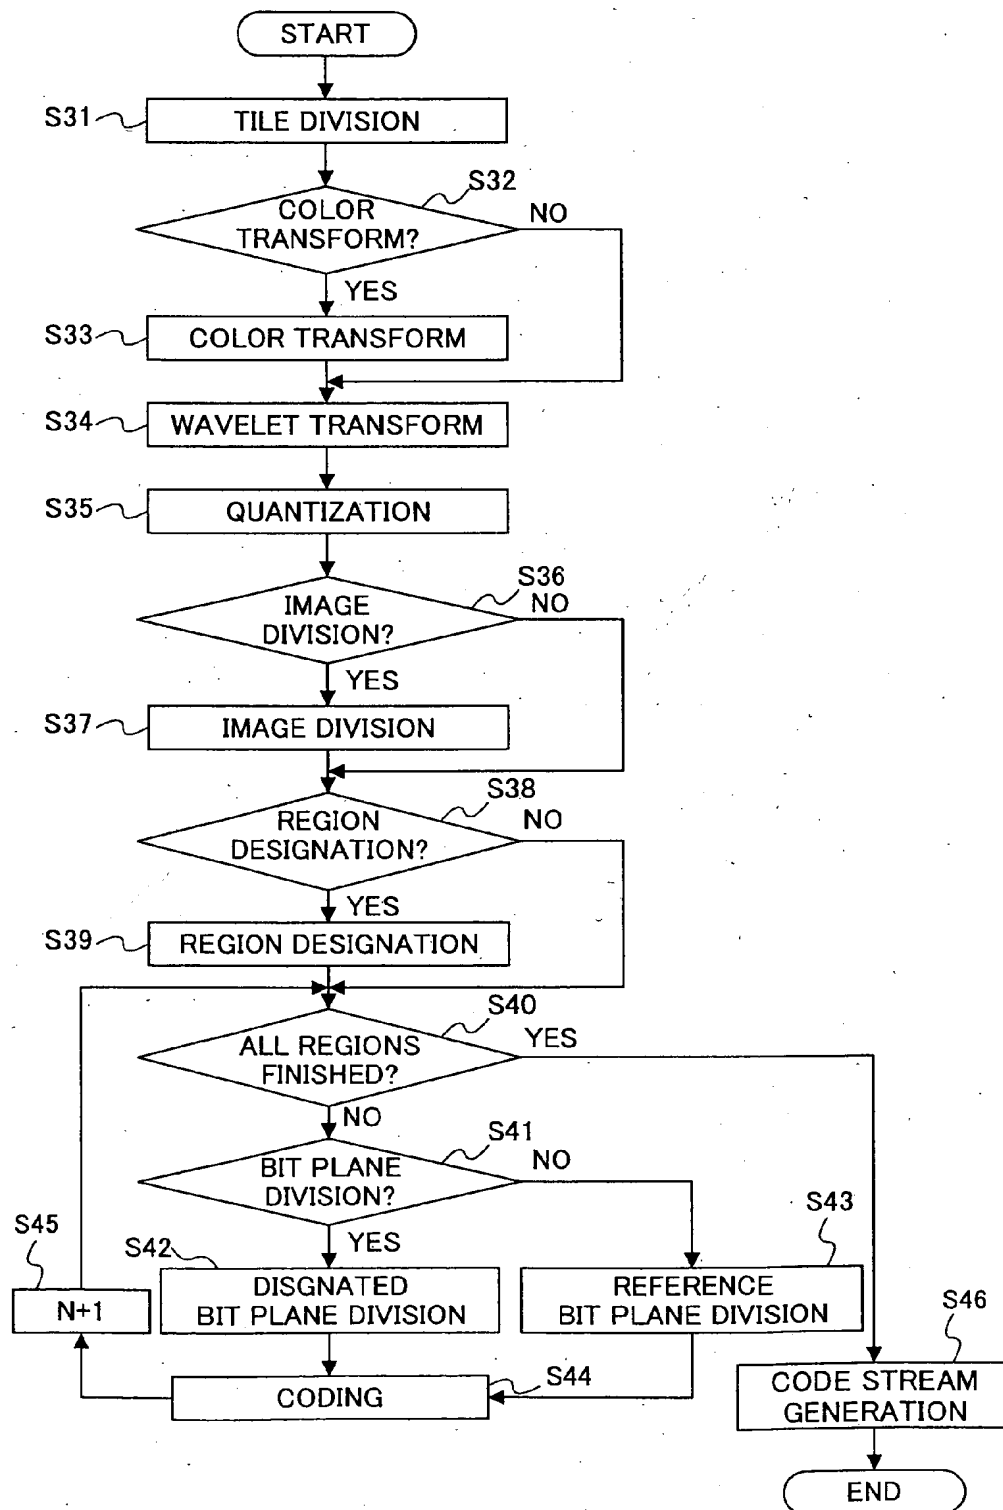 START
S31
TILE DIVISION
S32
COLOR
TRANSFORM?
NO
YES
S33
COLOR TRANSFORM
S34
WAVELET TRANSFORM
S35
QUANTIZATION
S36
IMAGE
DIVISION?
NO
YES
S37
IMAGE DIVISION
S38
REGION
DESIGNATION?
NO
YES
S39
REGION DESIGNATION
S40
ALL REGIONS
FINISHED?
YES
NO
S41
BIT PLANE
DIVISION?
NO
YES
S45
N+1
S42
DISGNATED
BIT PLANE DIVISION
S43
REFERENCE
BIT PLANE DIVISION
S44
CODING
S46
CODE STREAM
GENERATION
END